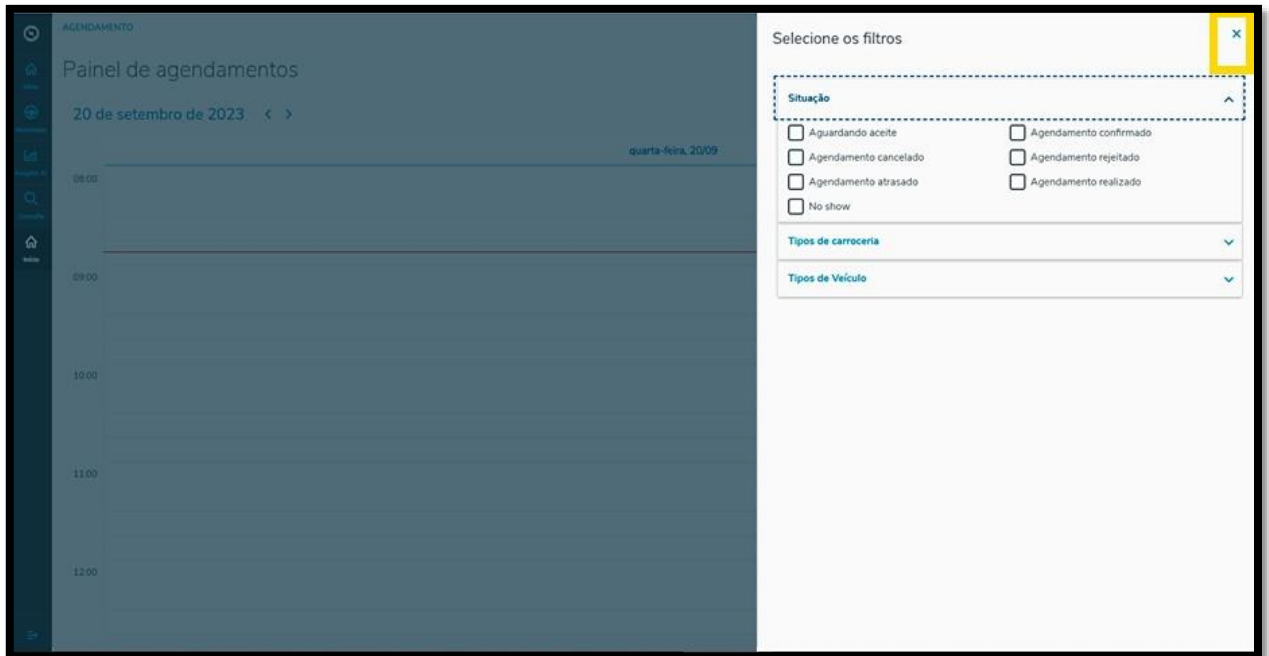 AGENDAMENTO
Painel de agendamentos
20 de setembro de 2023
quarta-feira, 20/09
08:00
09:00
10:00
11:00
12:00
Início
Início
Selecione os filtros
Situação
Aguardando aceite
Agendamento confirmado
Agendamento cancelado
Agendamento rejeitado
Agendamento atrasado
Agendamento realizado
No show
Tipos de carroceria
Tipos de Veículo